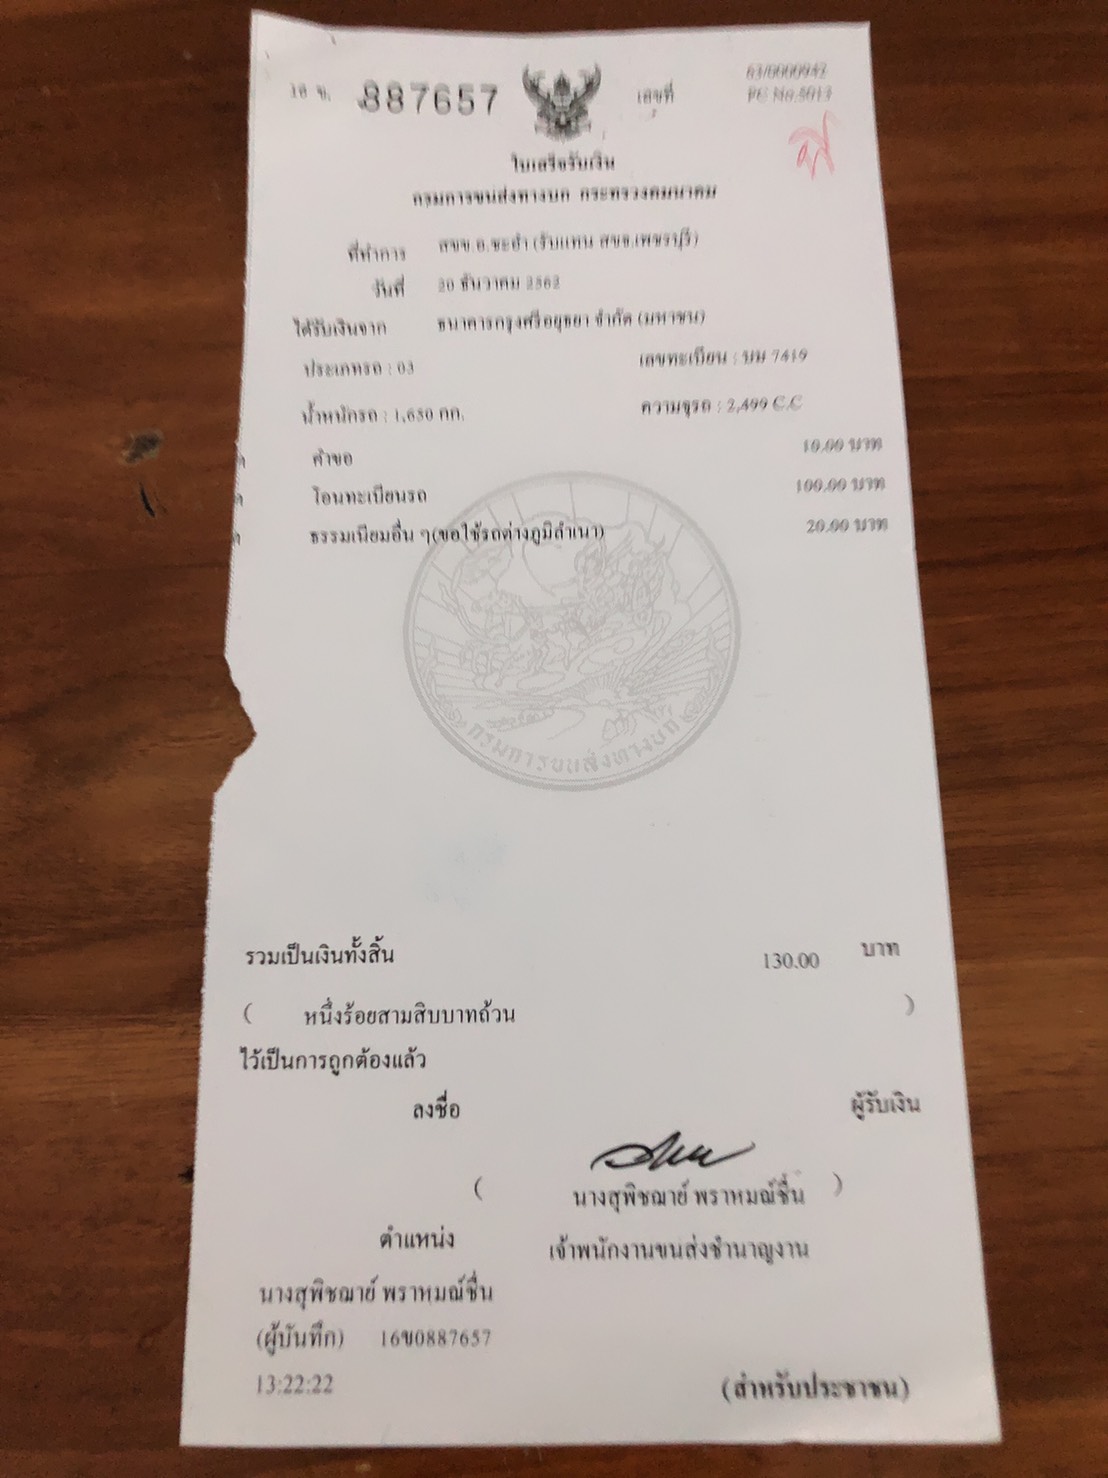 16 ข. 887657 เลขที่ 63/0000942
PC No.5013
ใบเสร็จรับเงิน
กรมการขนส่งทางบก กระทรวงคมนาคม
ที่ทำการ สขข.อ.ชะอำ (รับแทน สขจ.เพชรบุรี)
วันที่ 20 ธันวาคม 2562
ได้รับเงินจาก ธนาคารกรุงศรีอยุธยา จำกัด (มหาชน)
ประเภทรถ : 03 เลขทะเบียน : บน 7419
น้ำหนักรถ : 1,650 กก. ความจุรถ : 2,499 C.C
คำขอ 10.00 บาท
โอนทะเบียนรถ 100.00 บาท
ธรรมเนียมอื่น ๆ(ขอใช้รถต่างภูมิลำเนา) 20.00 บาท
กรมการขนส่งทางบก
รวมเป็นเงินทั้งสิ้น 130.00 บาท
( หนึ่งร้อยสามสิบบาทถ้วน )
ไว้เป็นการถูกต้องแล้ว
ลงชื่อ ผู้รับเงิน
( นางสุพิชฌาย์ พราหมณ์ชื่น )
ตำแหน่ง เจ้าพนักงานขนส่งชำนาญงาน
นางสุพิชฌาย์ พราหมณ์ชื่น
(ผู้บันทึก) 16ข0887657
13:22:22 (สำหรับประชาชน)